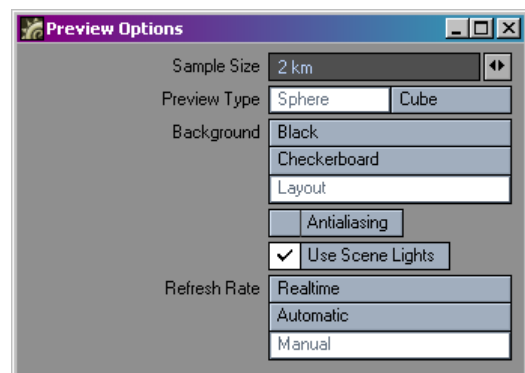 Preview Options
Sample Size 2 km
Preview Type Sphere Cube
Background Black
Checkerboard
Layout
Antialiasing
Use Scene Lights
Refresh Rate Realtime
Automatic
Manual